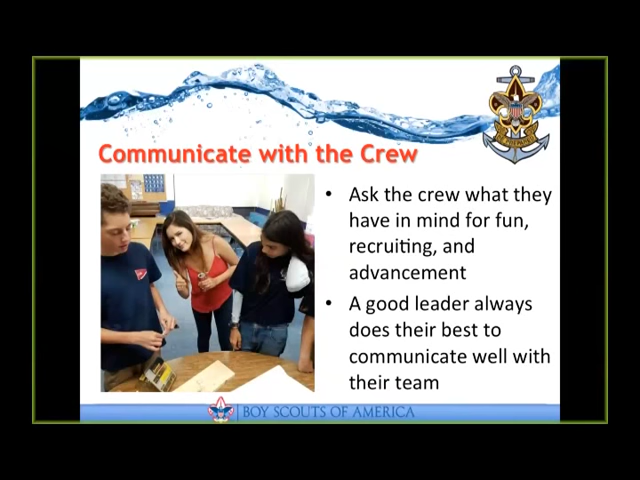 Communicate with the Crew
• Ask the crew what they
have in mind for fun,
recruiting, and
advancement
• A good leader always
does their best to
communicate well with
their team
BOY SCOUTS OF AMERICA